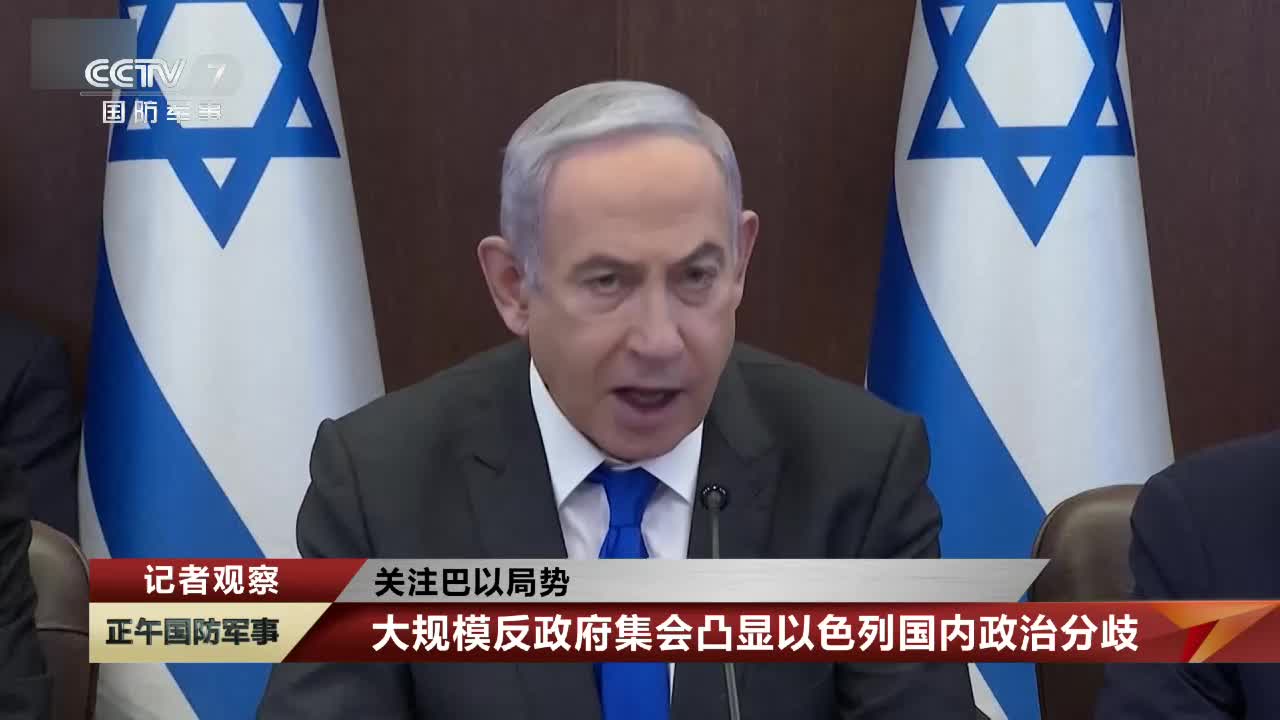 CCTV 7
国防军事
记者观察
关注巴以局势
正午国防军事
大规模反政府集会凸显以色列国内政治分歧